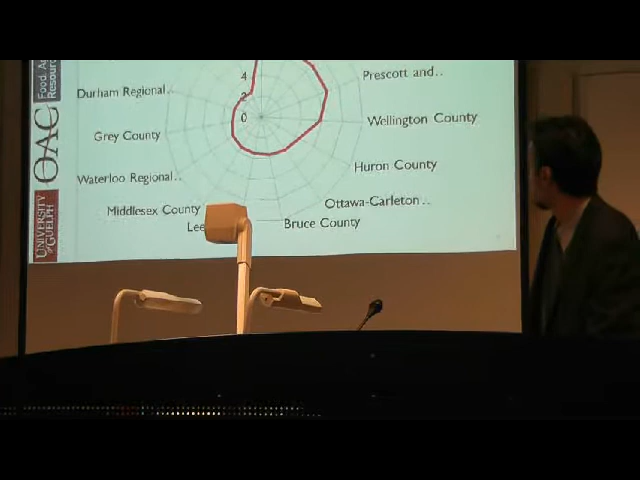 Food, A
Resour
OAC
UNIVERSITY
of GUELPH
4
2
0
Prescott and..
Durham Regional..
Wellington County
Grey County
Huron County
Waterloo Regional..
Ottawa-Carleton..
Middlesex County
Lee
Bruce County